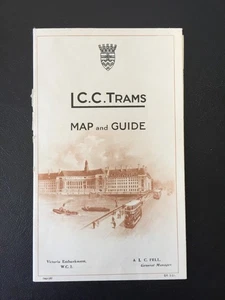 L.C.C. TRAMS
MAP and GUIDE
Victoria Embankment,
W.C. 2.
A. L. C. FELL,
General Manager.